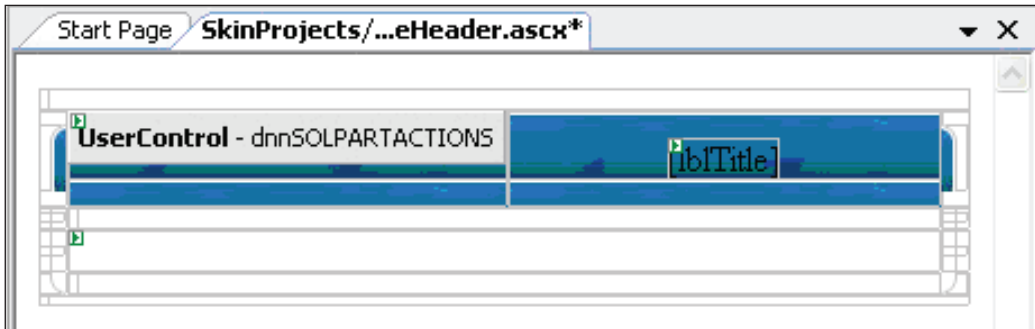 Start Page SkinProjects/...eHeader.ascx*
UserControl - dnnSOLPARTACTIONS
[lblTitle]